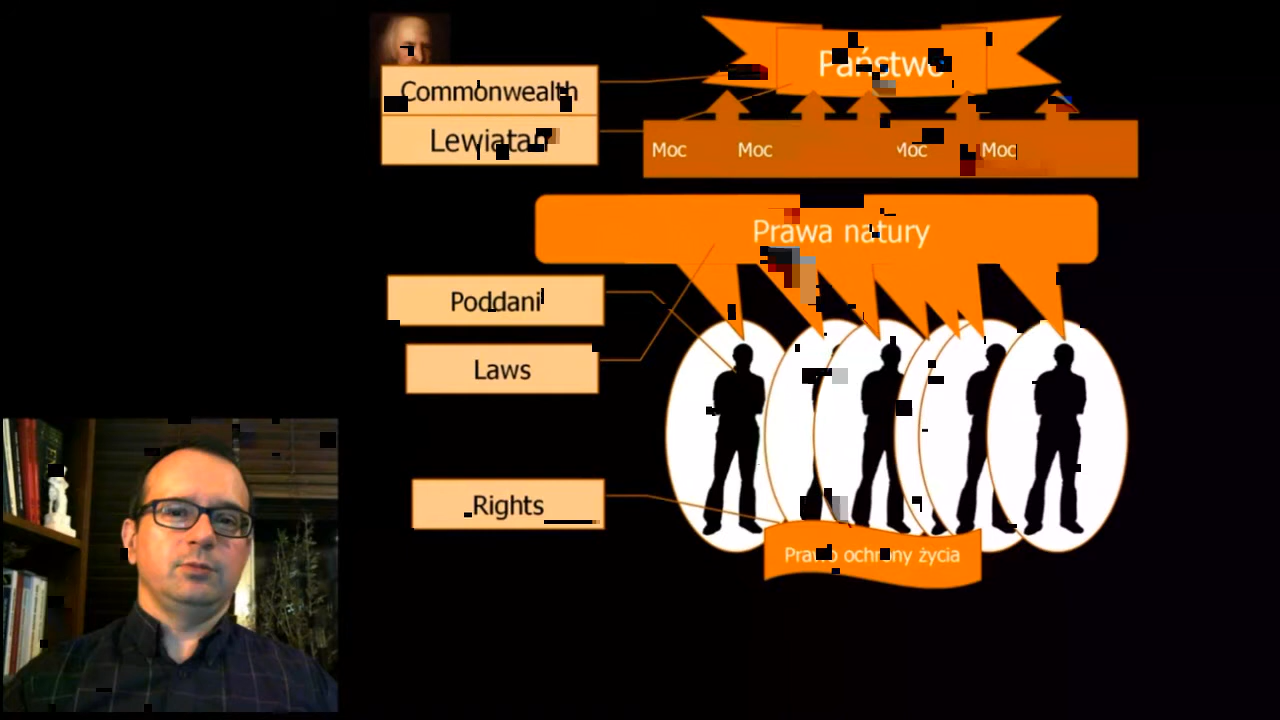 Państwo
Commonwealth
Lewiatan
Moc Moc Moc Moc
Prawa natury
Poddani
Laws
Rights
Prawo ochrony życia